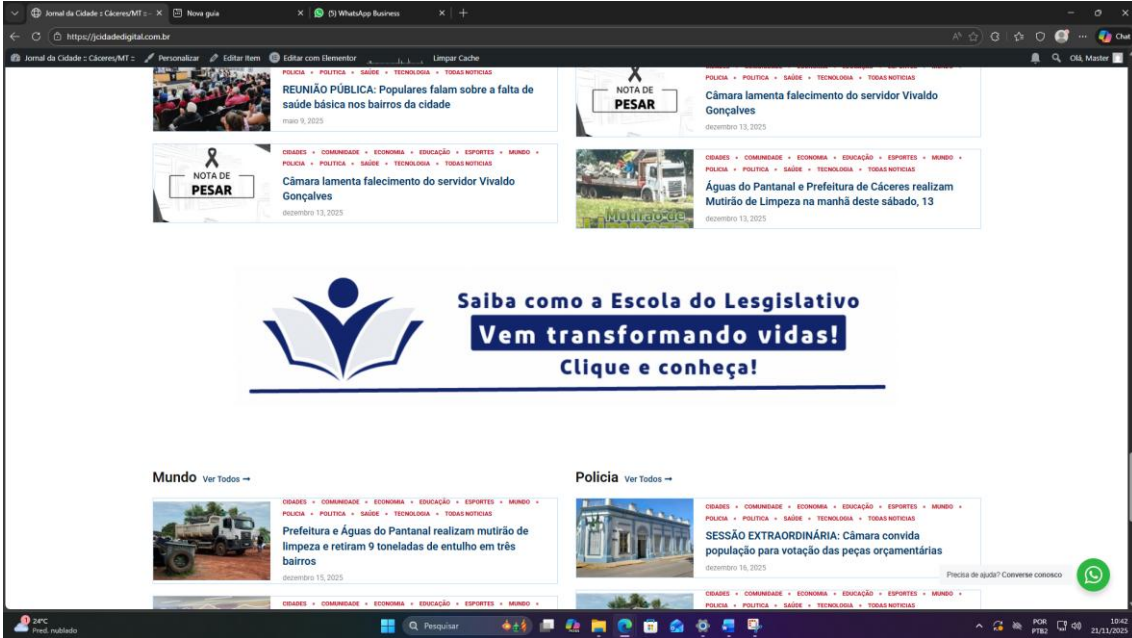 Jornal da Cidade :: Cáceres/MT ::
Nova guia
(5) WhatsApp Business
https://jcidadedigital.com.br
Chat
Jornal da Cidade :: Cáceres/MT ::
Personalizar
Editar Item
Editar com Elementor
Limpar Cache
Olá, Master
POLICIA • POLITICA • SAÚDE • TECNOLOGIA • TODAS NOTICIAS
REUNIÃO PÚBLICA: Populares falam sobre a falta de
saúde básica nos bairros da cidade
maio 9, 2025
NOTA DE
PESAR
POLICIA • POLITICA • SAÚDE • TECNOLOGIA • TODAS NOTICIAS
Câmara lamenta falecimento do servidor Vivaldo
Gonçalves
dezembro 13, 2025
NOTA DE
PESAR
CIDADES • COMUNIDADE • ECONOMIA • EDUCAÇÃO • ESPORTES • MUNDO •
POLICIA • POLITICA • SAÚDE • TECNOLOGIA • TODAS NOTICIAS
Câmara lamenta falecimento do servidor Vivaldo
Gonçalves
dezembro 13, 2025
Mutirão de
Limpeza
CIDADES • COMUNIDADE • ECONOMIA • EDUCAÇÃO • ESPORTES • MUNDO •
POLICIA • POLITICA • SAÚDE • TECNOLOGIA • TODAS NOTICIAS
Águas do Pantanal e Prefeitura de Cáceres realizam
Mutirão de Limpeza na manhã deste sábado, 13
dezembro 13, 2025
Saiba como a Escola do Lesgislativo
Vem transformando vidas!
Clique e conheça!
Mundo Ver Todos →
CIDADES • COMUNIDADE • ECONOMIA • EDUCAÇÃO • ESPORTES • MUNDO •
POLICIA • POLITICA • SAÚDE • TECNOLOGIA • TODAS NOTICIAS
Prefeitura e Águas do Pantanal realizam mutirão de
limpeza e retiram 9 toneladas de entulho em três
bairros
dezembro 15, 2025
CIDADES • COMUNIDADE • ECONOMIA • EDUCAÇÃO • ESPORTES • MUNDO •
Policia Ver Todos →
CIDADES • COMUNIDADE • ECONOMIA • EDUCAÇÃO • ESPORTES • MUNDO •
POLICIA • POLITICA • SAÚDE • TECNOLOGIA • TODAS NOTICIAS
SESSÃO EXTRAORDINÁRIA: Câmara convida
população para votação das peças orçamentárias
dezembro 16, 2025
CIDADES • COMUNIDADE • ECONOMIA • EDUCAÇÃO • ESPORTES • MUNDO •
POLICIA • POLITICA • SAÚDE • TECNOLOGIA • TODAS NOTICIAS
Precisa de ajuda? Converse conosco
24°C
Pred. nublado
Pesquisar
POR
PTB2
10:42
21/11/2025